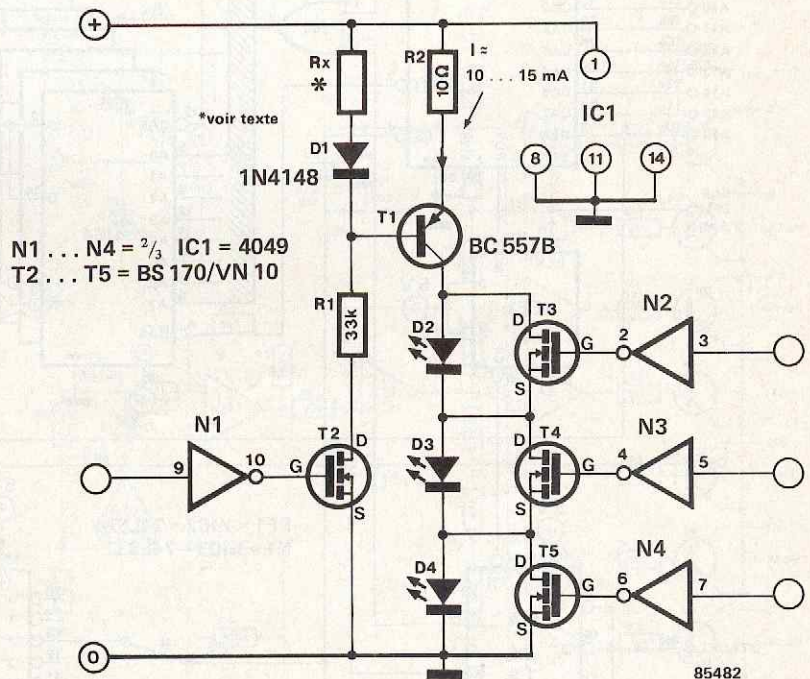 +
Rx
*
*voir texte
D1
1N4148
R2
10Ω
I ≈
10 ... 15 mA
1
IC1
8
11
14
T1
BC 557B
N1 ... N4 = 2/3 IC1 = 4049
T2 ... T5 = BS 170/VN 10
R1
33k
D2
D
T3
G
S
2
N2
3
N1
9
10
G
T2
D
S
D3
D
T4
G
4
N3
5
D4
D
T5
G
S
6
N4
7
0
85482